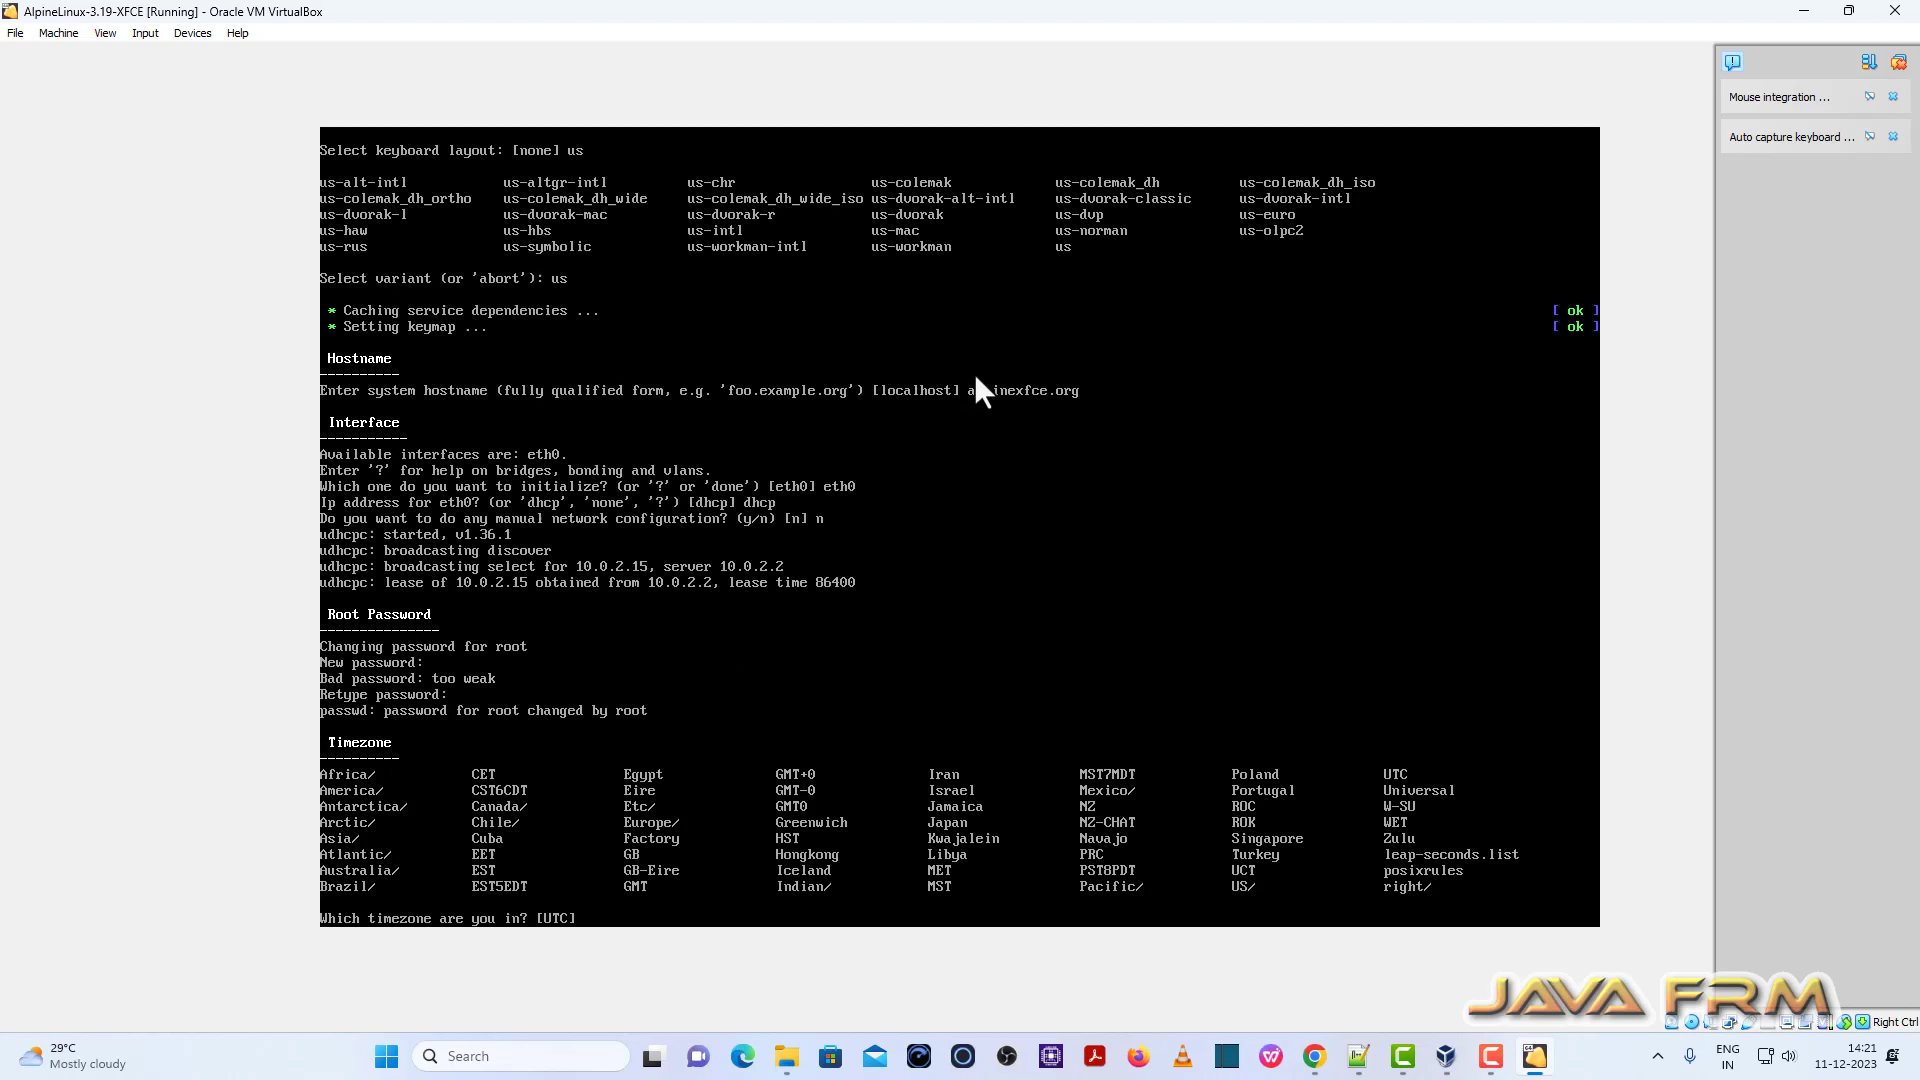 AlpineLinux-3.19-XFCE [Running] - Oracle VM VirtualBox
File Machine View Input Devices Help
Mouse integration ...
Auto capture keyboard ...
Select keyboard layout: [none] us
us-alt-intl us-altgr-intl us-chr us-colemak us-colemak_dh us-colemak_dh_iso
us-colemak_dh_ortho us-colemak_dh_wide us-colemak_dh_wide_iso us-dvorak-alt-intl us-dvorak-classic us-dvorak-intl
us-dvorak-l us-dvorak-mac us-dvorak-r us-dvorak us-dvp us-euro
us-haw us-hbs us-intl us-mac us-norman us-olpc2
us-rus us-symbolic us-workman-intl us-workman us
Select variant (or 'abort'): us
* Caching service dependencies ... [ ok ]
* Setting keymap ... [ ok ]
Hostname
----------
Enter system hostname (fully qualified form, e.g. 'foo.example.org') [localhost]
Interface
-----------
Available interfaces are: eth0.
Enter '?' for help on bridges, bonding and vlans.
Which one do you want to initialize? (or '?' or 'done') [eth0] eth0
Ip address for eth0? (or 'dhcp', 'none', '?') [dhcp] dhcp
Do you want to do any manual network configuration? (y/n) [n] n
udhcpc: started, v1.36.1
udhcpc: broadcasting discover
udhcpc: broadcasting select for 10.0.2.15, server 10.0.2.2
udhcpc: lease of 10.0.2.15 obtained from 10.0.2.2, lease time 86400
Root Password
---------------
Changing password for root
New password:
Bad password: too weak
Retype password:
passwd: password for root changed by root
Timezone
----------
Africa/ CET Egypt GMT+0 Iran MST7MDT Poland UTC
America/ CST6CDT Eire GMT-0 Israel Mexico/ Portugal Universal
Antarctica/ Canada/ Etc/ GMT0 Jamaica NZ ROC W-SU
Arctic/ Chile/ Europe/ Greenwich Japan NZ-CHAT ROK WET
Asia/ Cuba Factory HST Kwajalein Navajo Singapore Zulu
Atlantic/ EET GB Hongkong Libya PRC Turkey leap-seconds.list
Australia/ EST GB-Eire Iceland MET PST8PDT UCT posixrules
Brazil/ EST5EDT GMT Indian/ MST Pacific/ US/ right/
Which timezone are you in? [UTC]
JAVA FRM
Right Ctrl
29°C
Mostly cloudy
Search
ENG
IN
14:21
11-12-2023